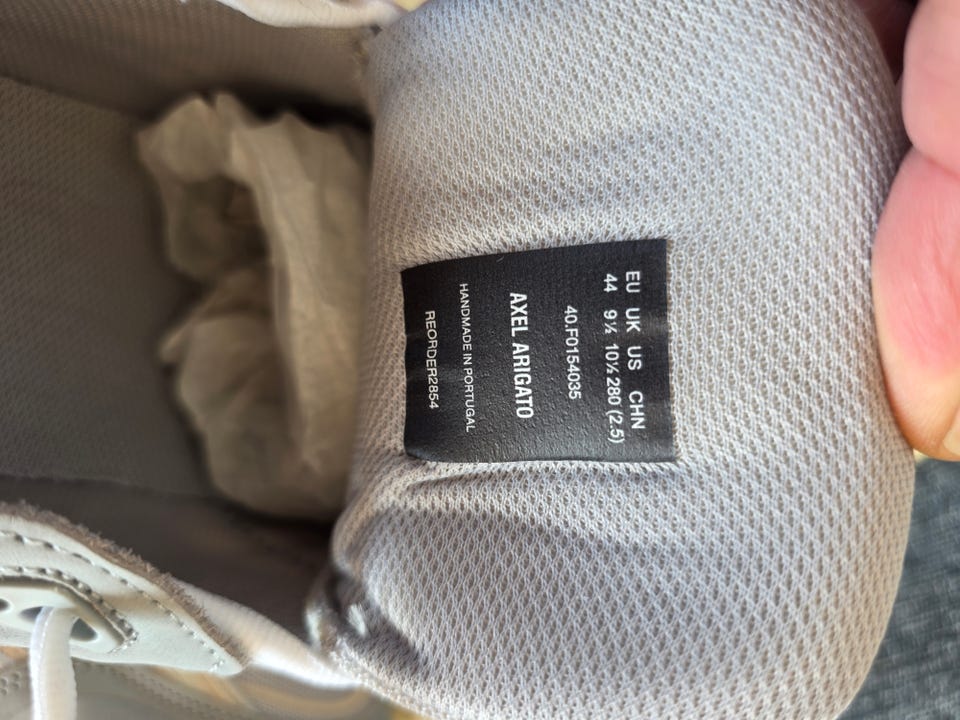 EU UK US CHN
44 9½ 10½ 280 (2.5)
40.F0154035
AXEL ARIGATO
HANDMADE IN PORTUGAL
REORDER2854